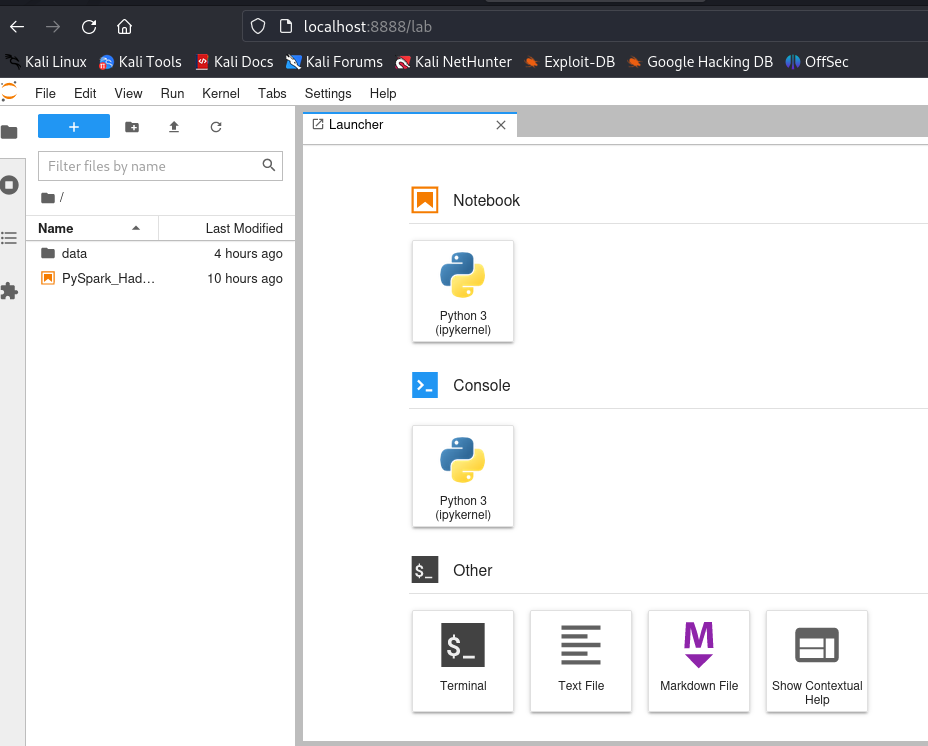 localhost:8888/lab
Kali Linux Kali Tools Kali Docs Kali Forums Kali NetHunter Exploit-DB Google Hacking DB OffSec
File Edit View Run Kernel Tabs Settings Help
Launcher
Filter files by name
/
Name Last Modified
data 4 hours ago
PySpark_Had... 10 hours ago
Notebook
Python 3
(ipykernel)
Console
Python 3
(ipykernel)
$_ Other
$_
Terminal Text File Markdown File Show Contextual
Help